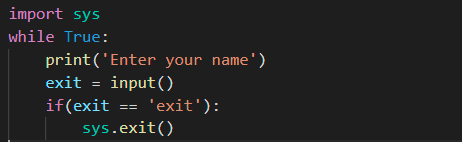 import sys
while True:
    print('Enter your name')
    exit = input()
    if(exit == 'exit'):
        sys.exit()